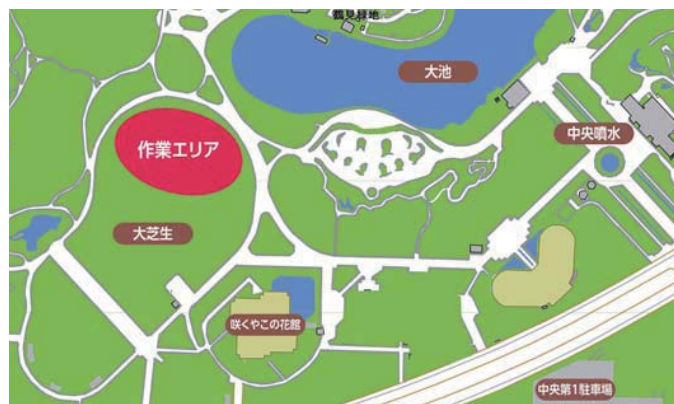 鶴見緑地
大池
中央噴水
作業エリア
大芝生
咲くやこの花館
中央第1駐車場